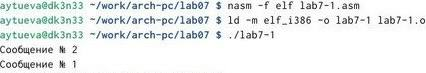 aytueva@dk3n33 ~/work/arch-pc/lab07 $ nasm -f elf lab7-1.asm
aytueva@dk3n33 ~/work/arch-pc/lab07 $ ld -m elf_i386 -o lab7-1 lab7-1.o
aytueva@dk3n33 ~/work/arch-pc/lab07 $ ./lab7-1
Сообщение № 2
Сообщение № 1